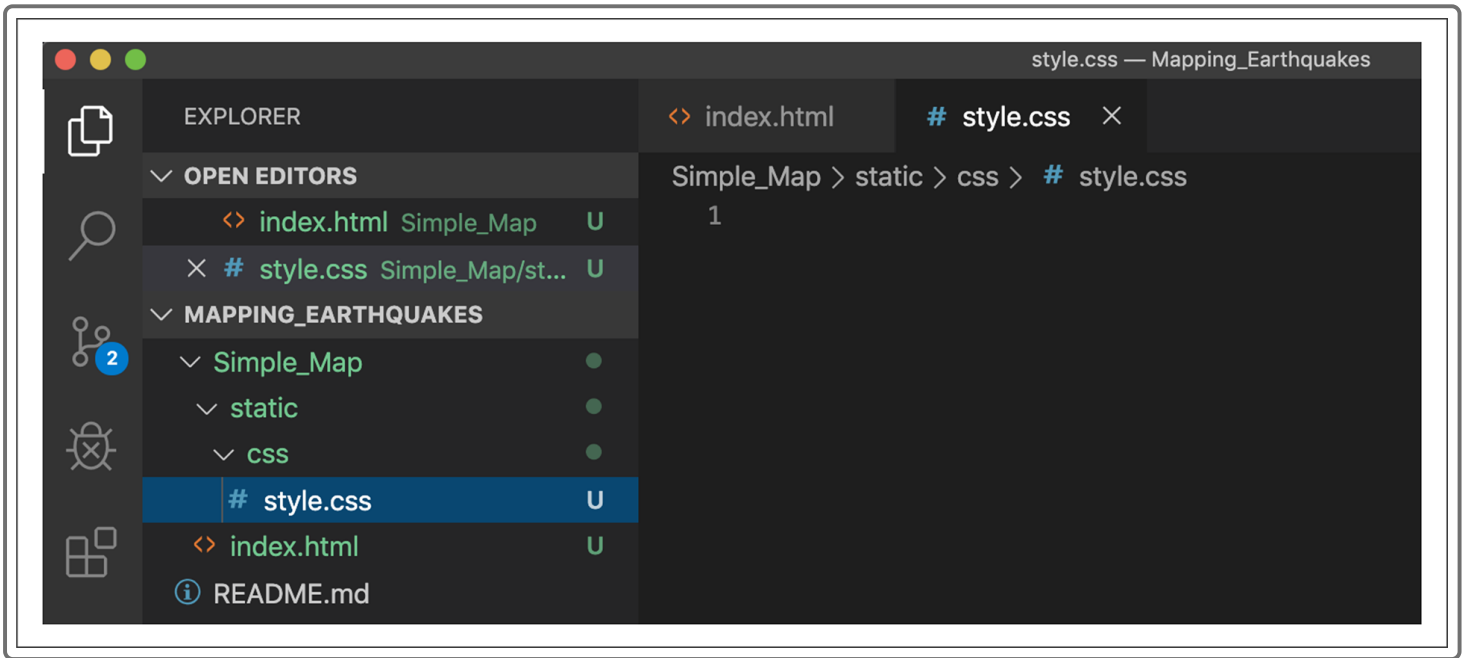 style.css — Mapping_Earthquakes
EXPLORER
OPEN EDITORS
<> index.html Simple_Map U
# style.css Simple_Map/st... U
MAPPING_EARTHQUAKES
Simple_Map
static
css
# style.css U
<> index.html U
README.md
2
<> index.html # style.css
Simple_Map > static > css > # style.css
1